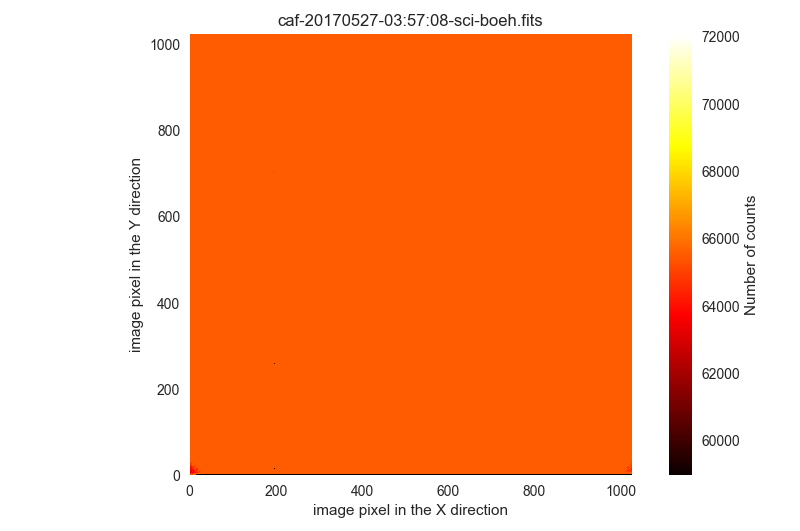 caf-20170527-03:57:08-sci-boeh.fits
1000
800
600
400
200
0
image pixel in the Y direction
0 200 400 600 800 1000
image pixel in the X direction
72000
70000
68000
66000
64000
62000
60000
Number of counts